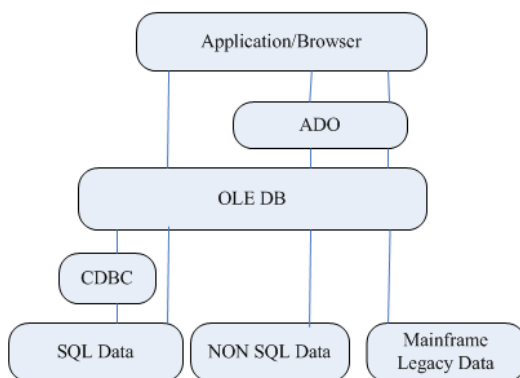 Application/Browser
ADO
OLE DB
CDBC
SQL Data
NON SQL Data
Mainframe
Legacy Data